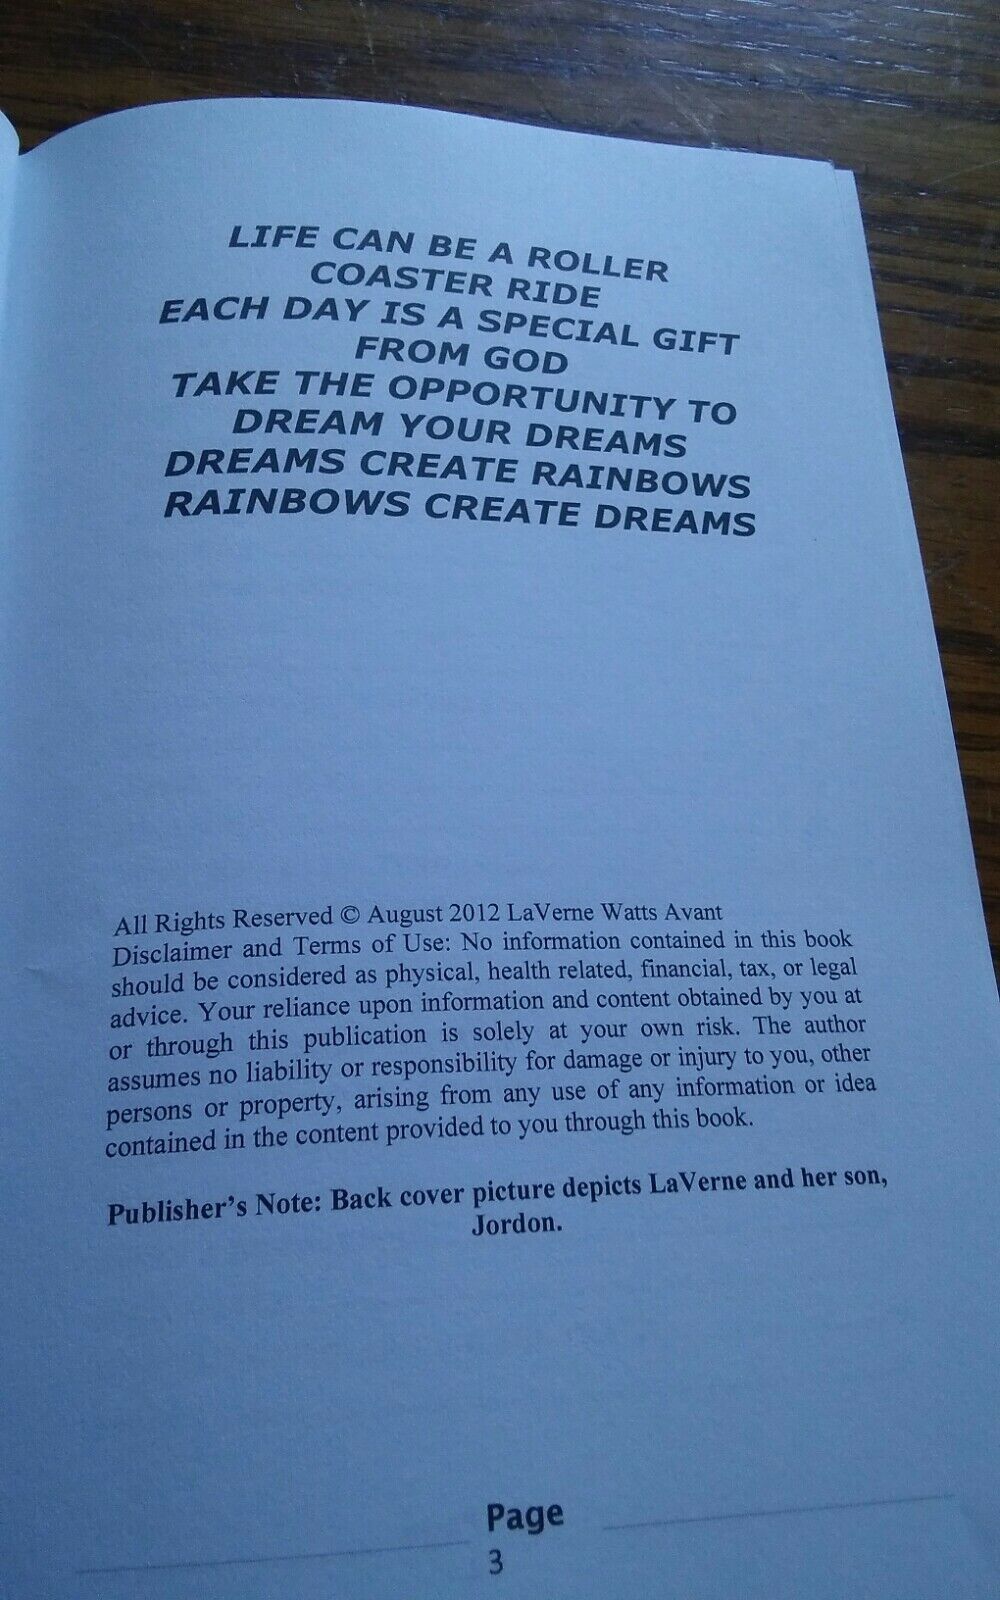 LIFE CAN BE A ROLLER
COASTER RIDE
EACH DAY IS A SPECIAL GIFT
FROM GOD
TAKE THE OPPORTUNITY TO
DREAM YOUR DREAMS
DREAMS CREATE RAINBOWS
RAINBOWS CREATE DREAMS
All Rights Reserved © August 2012 LaVerne Watts Avant
Disclaimer and Terms of Use: No information contained in this book
should be considered as physical, health related, financial, tax, or legal
advice. Your reliance upon information and content obtained by you at
or through this publication is solely at your own risk. The author
assumes no liability or responsibility for damage or injury to you, other
persons or property, arising from any use of any information or idea
contained in the content provided to you through this book.
Publisher's Note: Back cover picture depicts LaVerne and her son,
Jordon.
Page
3